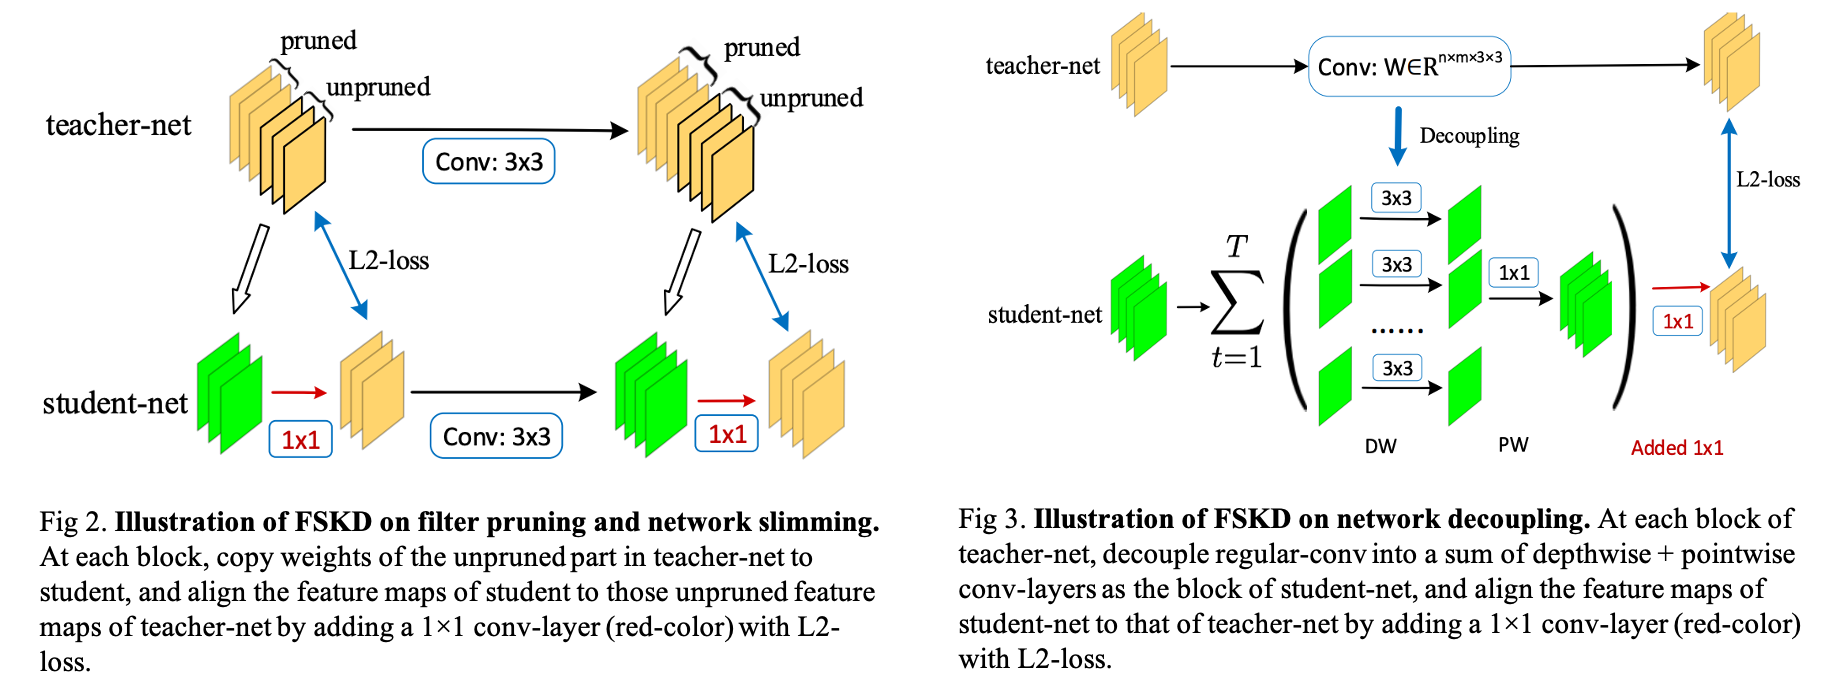 pruned
unpruned
teacher-net
Conv: 3x3
pruned
unpruned
L2-loss
L2-loss
student-net
1x1
Conv: 3x3
1x1
Fig 2. Illustration of FSKD on filter pruning and network slimming.
At each block, copy weights of the unpruned part in teacher-net to
student, and align the feature maps of student to those unpruned feature
maps of teacher-net by adding a 1×1 conv-layer (red-color) with L2-
loss.
teacher-net
Conv: W∈Rⁿˣᵐˣ³ˣ³
Decoupling
L2-loss
student-net
T
∑
t=1
3x3
3x3
......
3x3
1x1
1x1
DW
PW
Added 1x1
Fig 3. Illustration of FSKD on network decoupling. At each block of
teacher-net, decouple regular-conv into a sum of depthwise + pointwise
conv-layers as the block of student-net, and align the feature maps of
student-net to that of teacher-net by adding a 1×1 conv-layer (red-color)
with L2-loss.